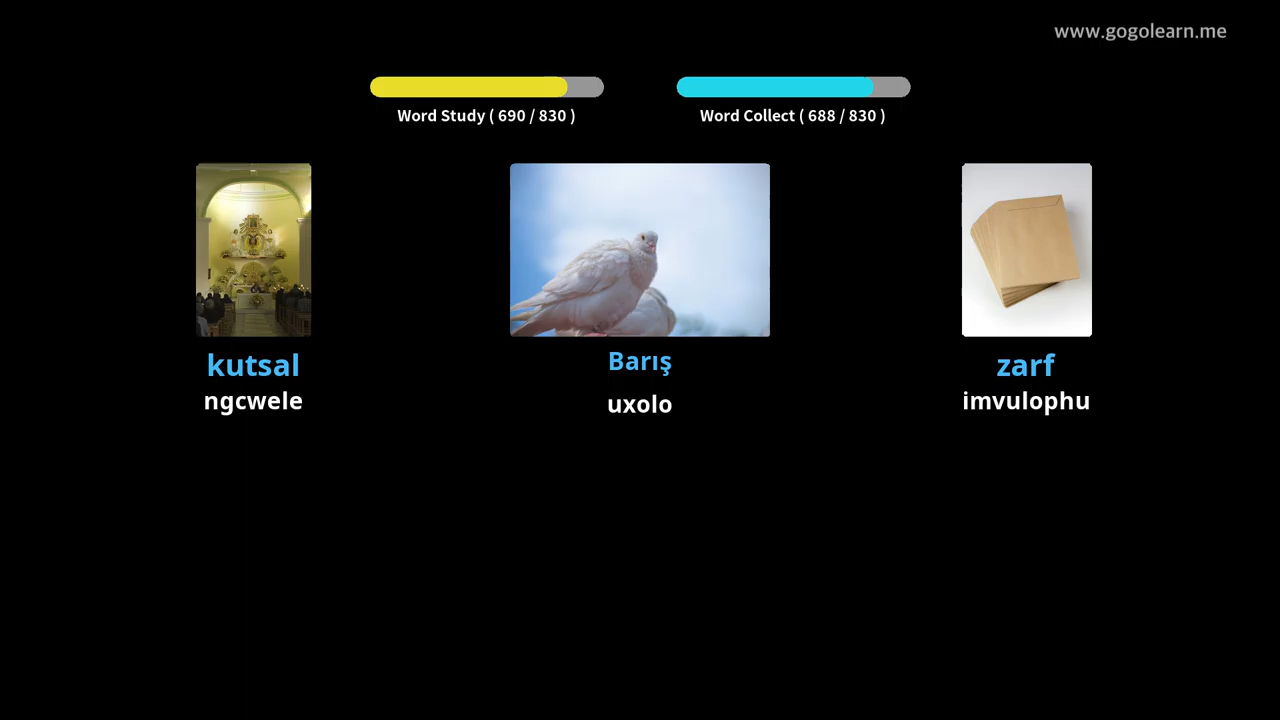 www.gogolearn.me
Word Study ( 690 / 830 )
Word Collect ( 688 / 830 )
kutsal
ngcwele
Barış
uxolo
zarf
imvulophu